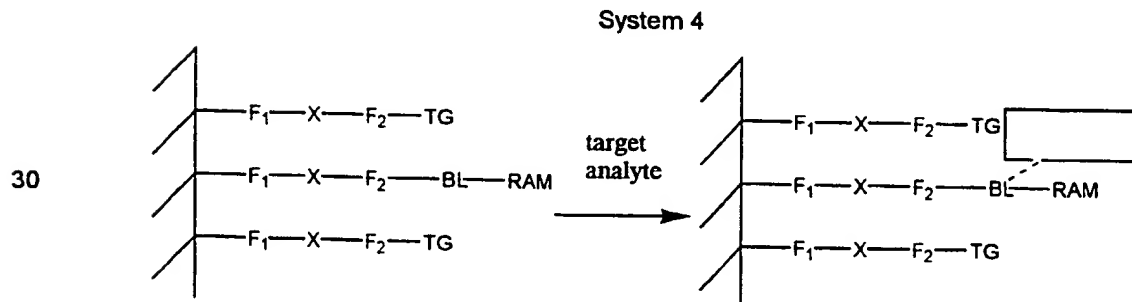 System 4
F₁—X—F₂—TG
F₁—X—F₂—TG
target
analyte
30
F₁—X—F₂—BL—RAM
F₁—X—F₂—BL—RAM
F₁—X—F₂—TG
F₁—X—F₂—TG